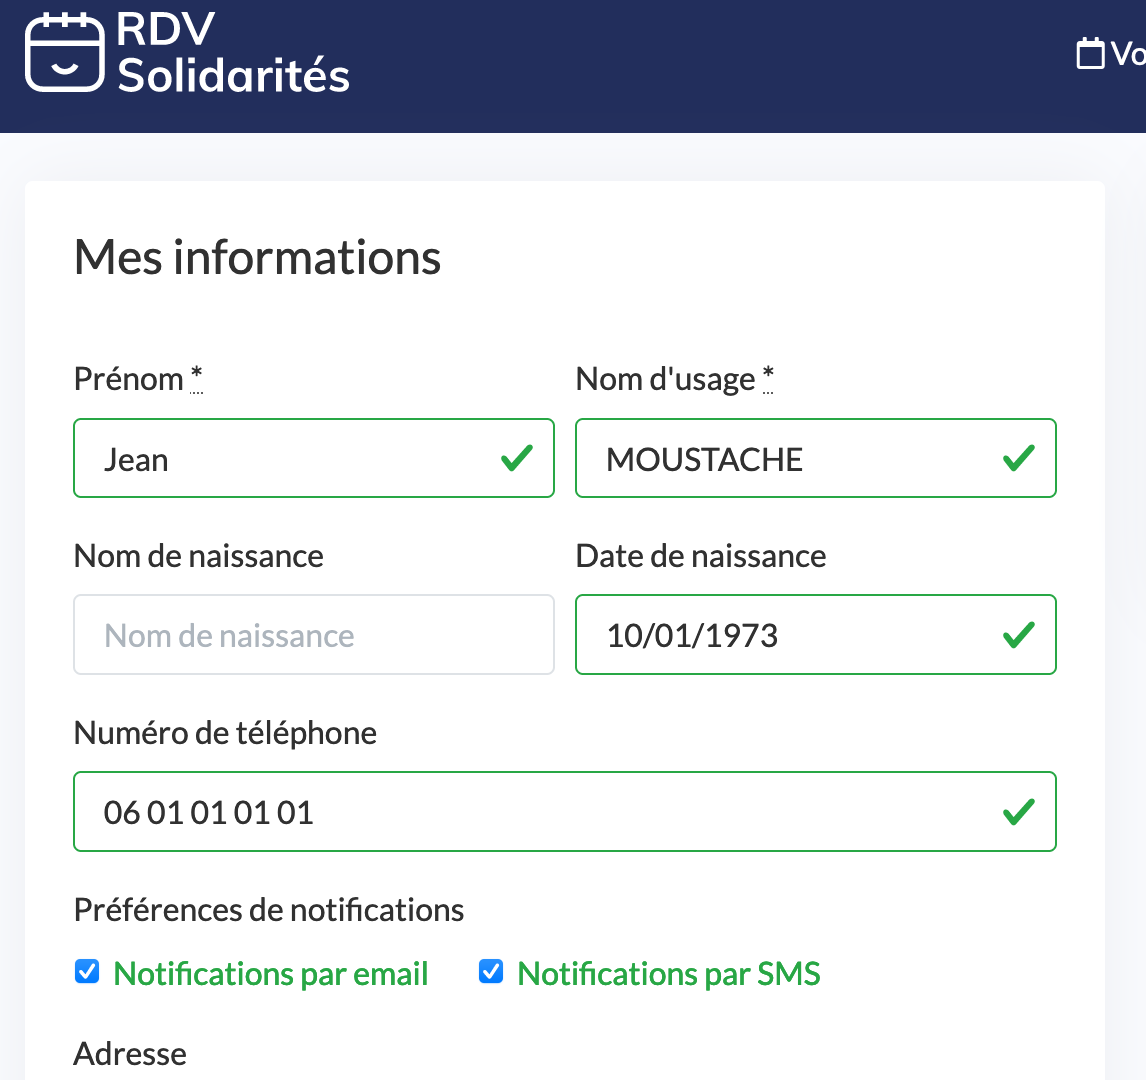 RDV
Solidarités
Vo
Mes informations
Prénom *
Nom d'usage *
Jean
MOUSTACHE
Nom de naissance
Date de naissance
Nom de naissance
10/01/1973
Numéro de téléphone
06 01 01 01 01
Préférences de notifications
Notifications par email
Notifications par SMS
Adresse